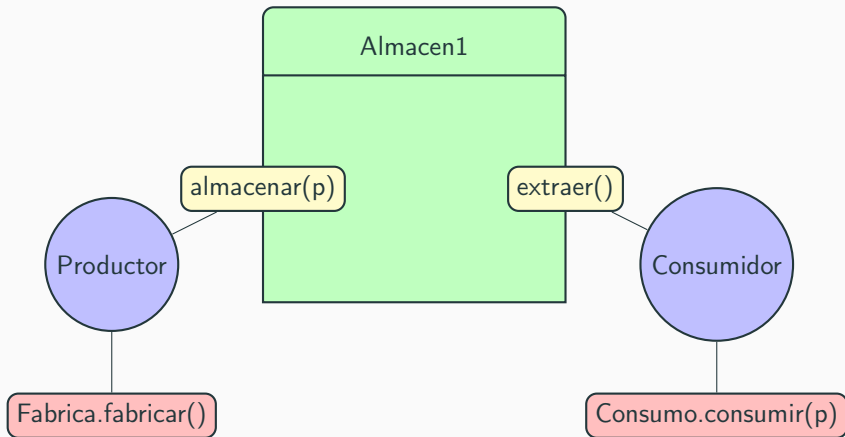 Almacen1
almacenar(p)
extraer()
Productor
Consumidor
Fabrica.fabricar()
Consumo.consumir(p)